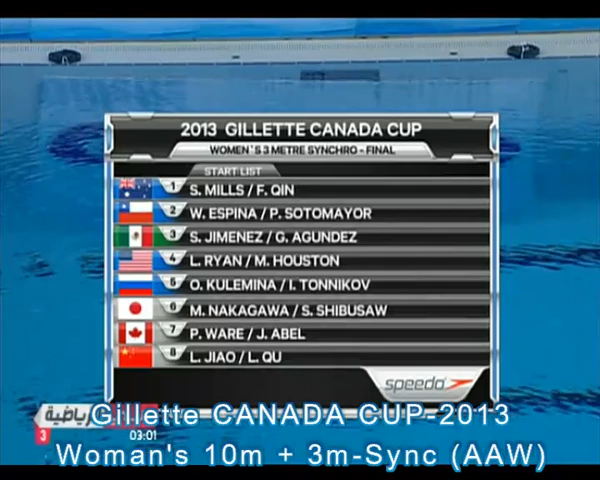 2013 GILLETTE CANADA CUP
WOMEN`S 3 METRE SYNCHRO - FINAL
START LIST
1 S. MILLS / F. QIN
2 W. ESPINA / P. SOTOMAYOR
3 S. JIMENEZ / G. AGUNDEZ
4 L. RYAN / M. HOUSTON
5 O. KULEMINA / I. TONNIKOV
6 M. NAKAGAWA / S. SHIBUSAW
7 P. WARE / J. ABEL
8 L. JIAO / L. QU
speedo
الرياضية
3
03:01
Gillette CANADA CUP-2013
Woman's 10m + 3m-Sync (AAW)